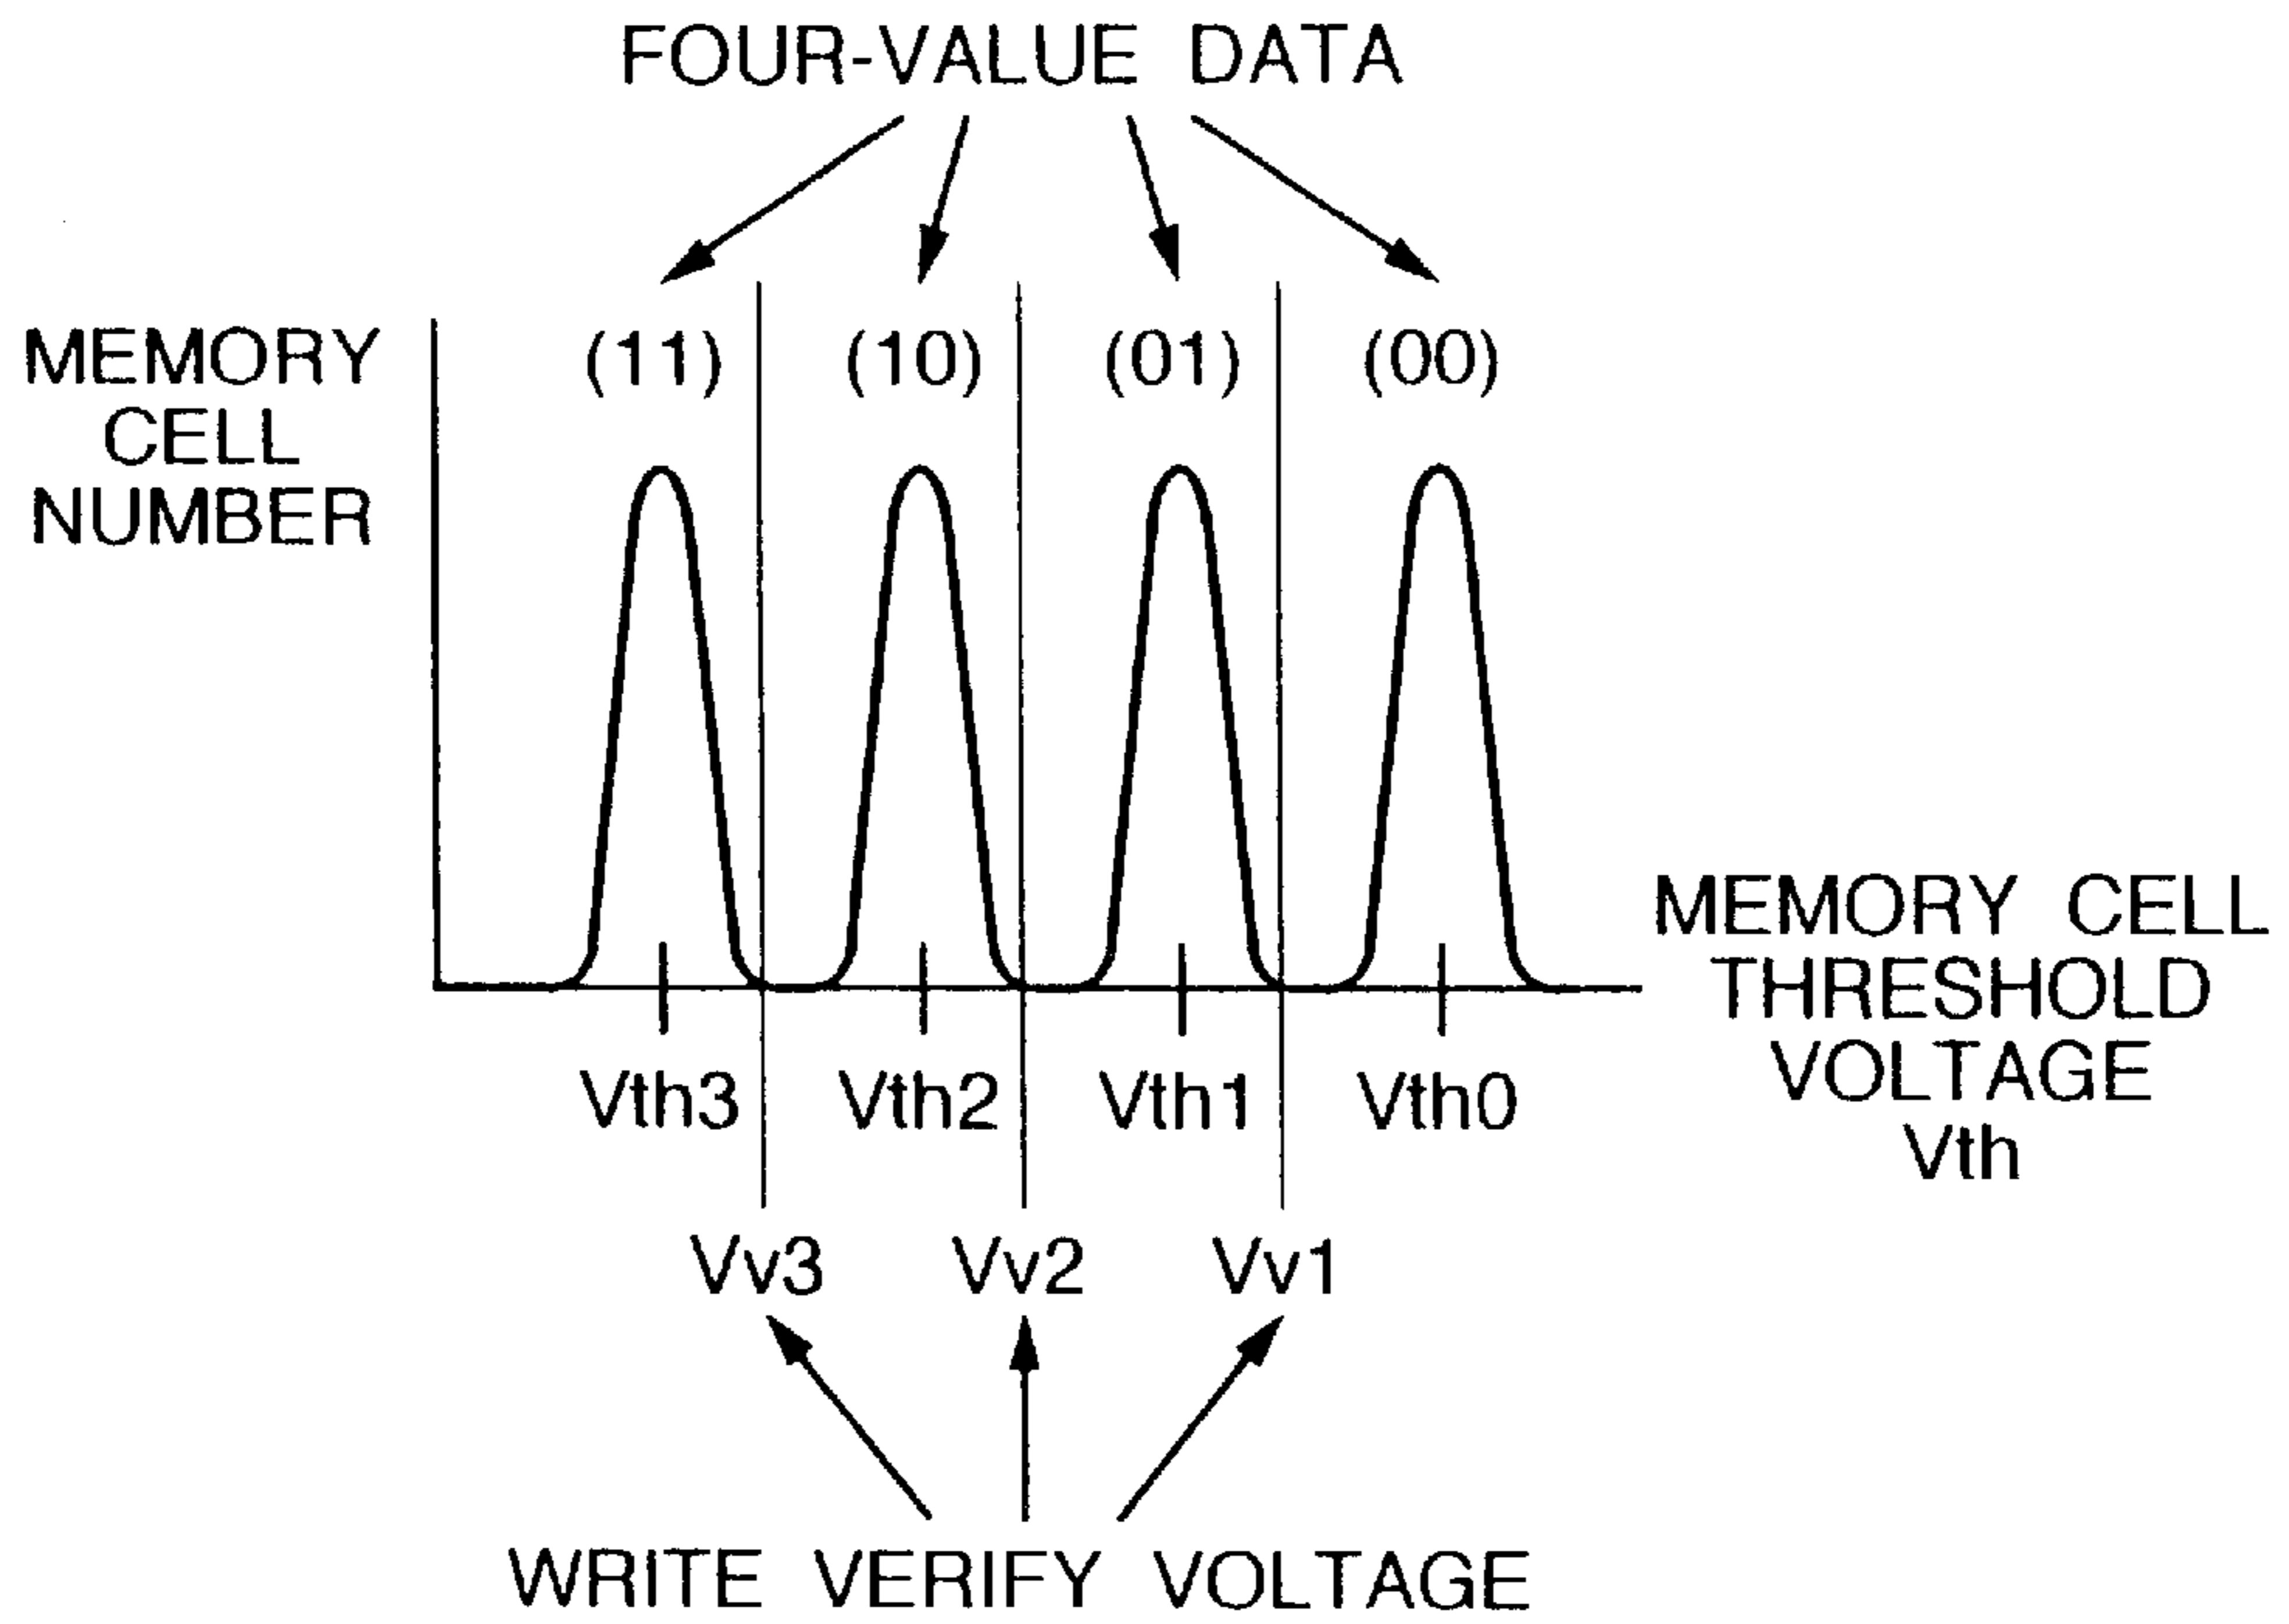 FOUR-VALUE DATA
MEMORY
CELL
NUMBER
(11) (10) (01) (00)
MEMORY CELL
THRESHOLD
VOLTAGE
Vth
Vth3 Vth2 Vth1 Vth0
Vv3 Vv2 Vv1
WRITE VERIFY VOLTAGE